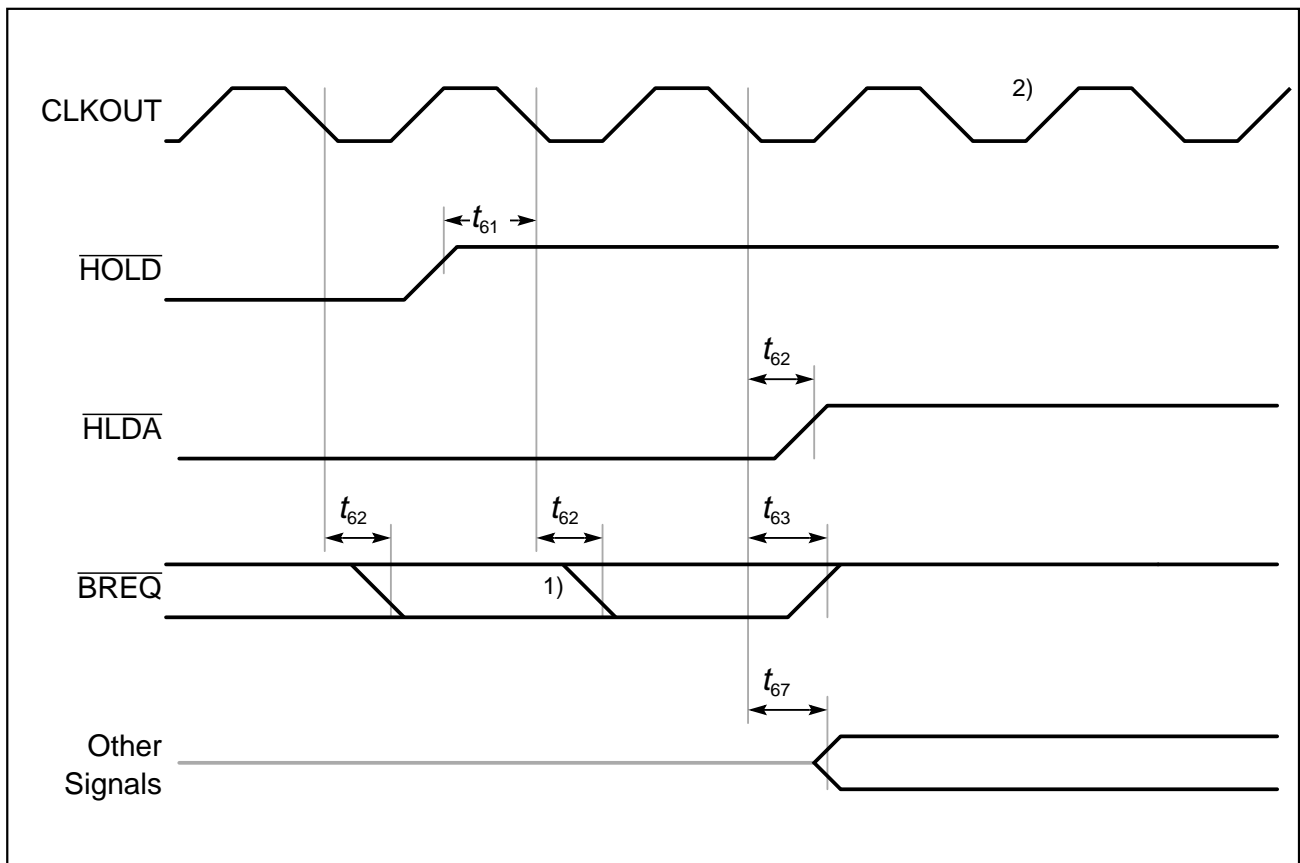 CLKOUT
2)
t61
HOLD
t62
HLDA
t62
t62
t63
BREQ
1)
t67
Other
Signals